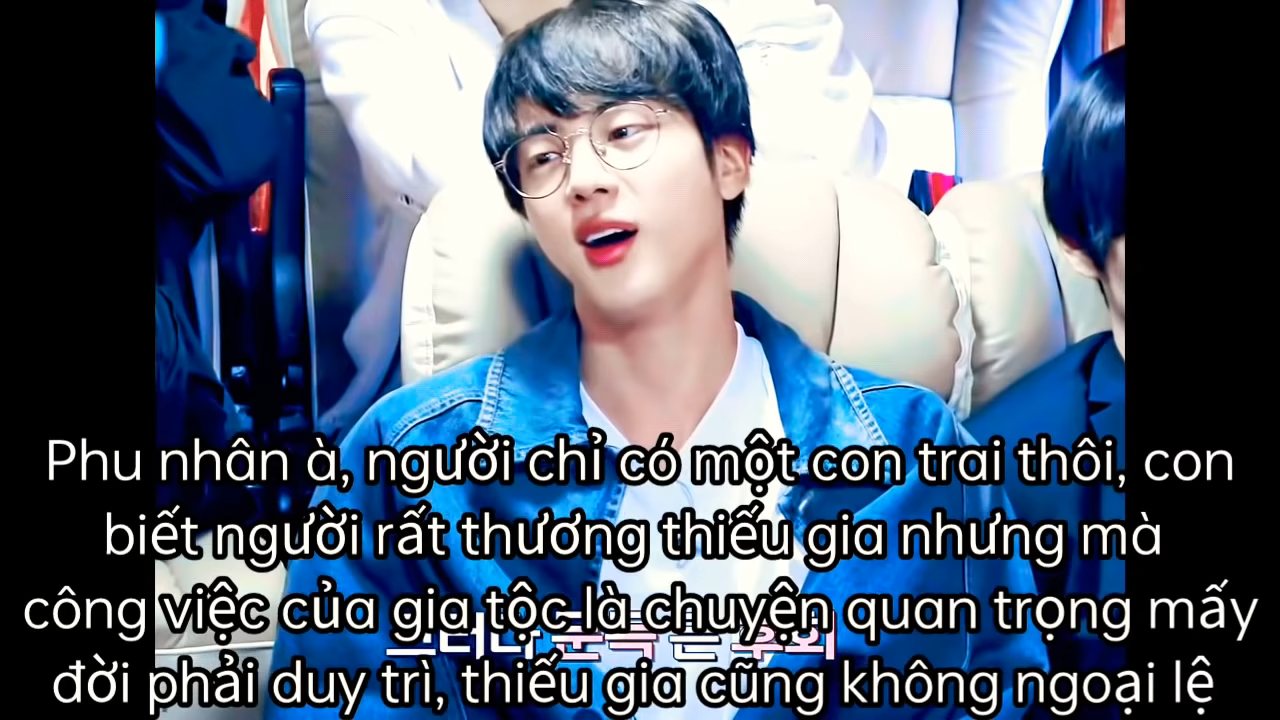 Phu nhân à, người chỉ có một con trai thôi, con
biết người rất thương thiếu gia nhưng mà
công việc của gia tộc là chuyện quan trọng mấy
đời phải duy trì, thiếu gia cũng không ngoại lệ